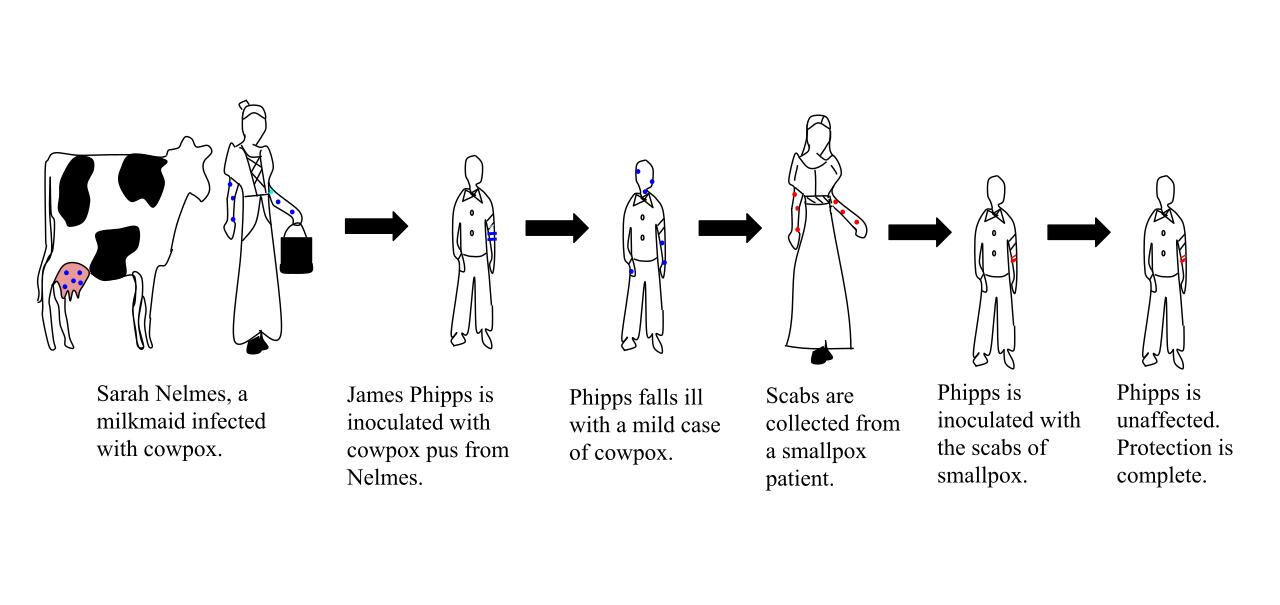 Sarah Nelmes, a
milkmaid infected
with cowpox.
James Phipps is
inoculated with
cowpox pus from
Nelmes.
Phipps falls ill
with a mild case
of cowpox.
Scabs are
collected from
a smallpox
patient.
Phipps is
inoculated with
the scabs of
smallpox.
Phipps is
unaffected.
Protection is
complete.